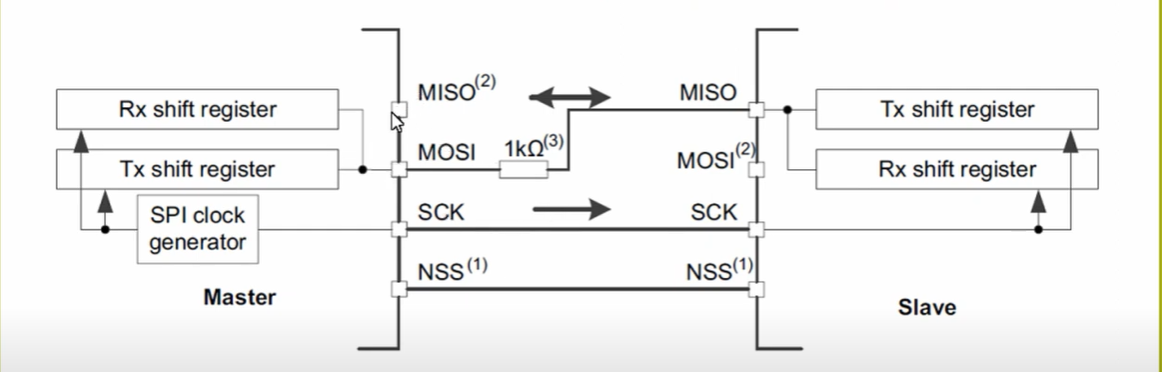 MISO(2)
MISO
Rx shift register
Tx shift register
MOSI
1kΩ(3)
MOSI(2)
Tx shift register
Rx shift register
SCK
SCK
SPI clock
generator
NSS(1)
NSS(1)
Master
Slave